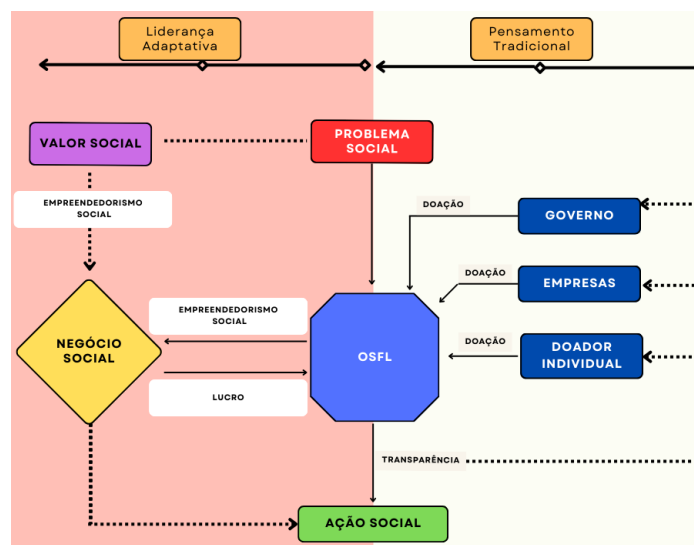 Liderança
Adaptativa
Pensamento
Tradicional
VALOR SOCIAL
PROBLEMA
SOCIAL
EMPREENDEDORISMO
SOCIAL
DOAÇÃO
GOVERNO
DOAÇÃO
EMPRESAS
EMPREENDEDORISMO
SOCIAL
NEGÓCIO
SOCIAL
OSFL
DOAÇÃO
DOADOR
INDIVIDUAL
LUCRO
TRANSPARÊNCIA
AÇÃO SOCIAL